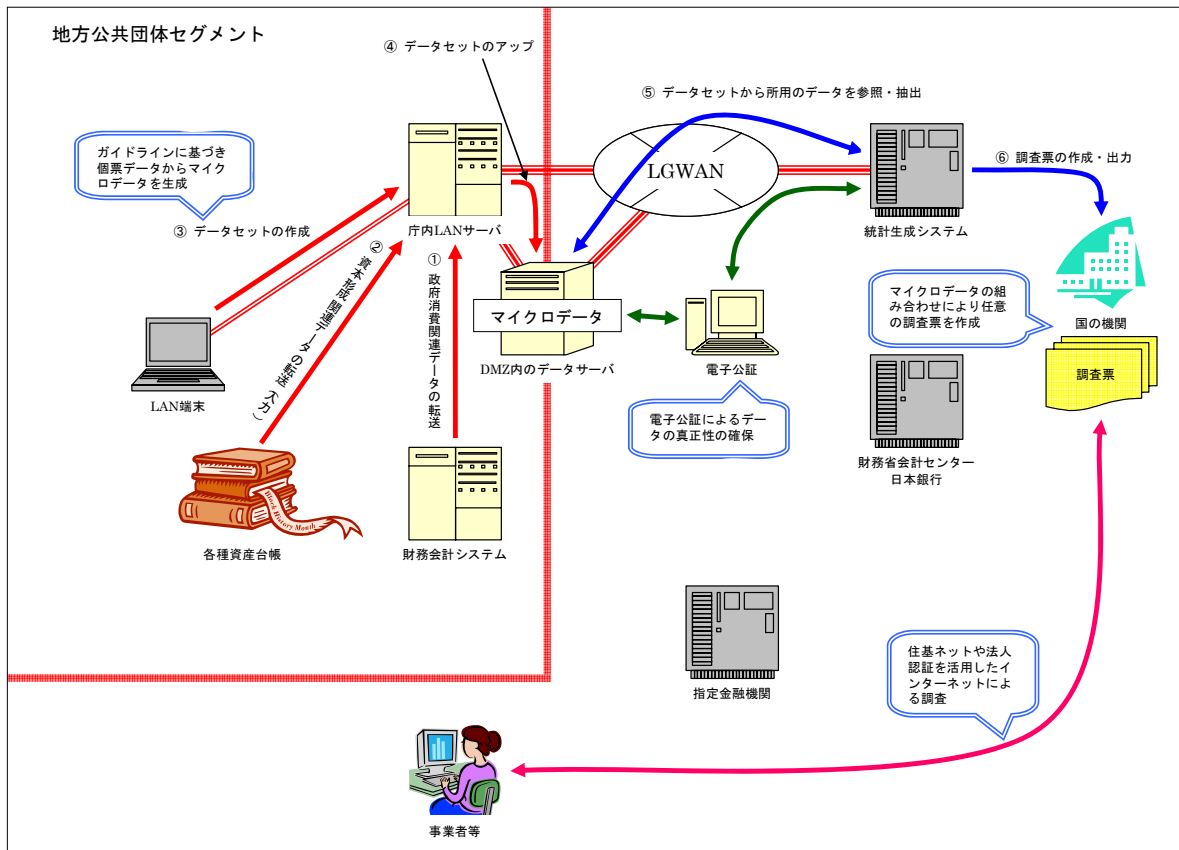 地方公共団体セグメント
④ データセットのアップ
⑤ データセットから所用のデータを参照・抽出
ガイドラインに基づき
個票データからマイク
ロデータを生成
LGWAN
⑥ 調査票の作成・出力
③ データセットの作成
庁内LANサーバ
統計生成システム
② 資本形成関連データの転送（入力）
① 政府消費関連データの転送
マイクロデータ
DMZ内のデータサーバ
電子公証
マイクロデータの組
み合わせにより任意
の調査票を作成
国の機関
調査票
LAN端末
電子公証によるデー
タの真正性の確保
財務省会計センター
日本銀行
Black History Month
各種資産台帳
財務会計システム
指定金融機関
住基ネットや法人
認証を活用したイ
ンターネットによ
る調査
事業者等